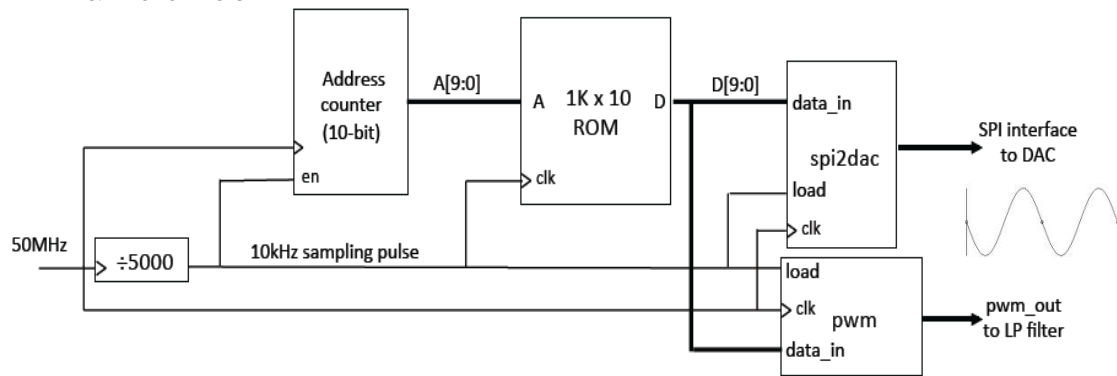 Address
counter
(10-bit)
en
A[9:0]
A
1K x 10
ROM
D
clk
D[9:0]
data_in
spi2dac
load
clk
SPI interface
to DAC
50MHz
÷5000
10kHz sampling pulse
load
clk
pwm
data_in
pwm_out
to LP filter